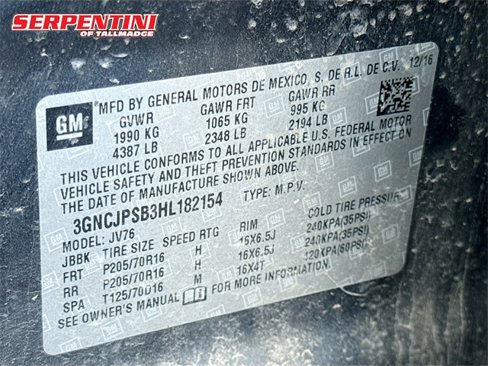 SERPENTINI
OF TALLMADGE
GM
MFD BY GENERAL MOTORS DE MEXICO, S. DE R.L. DE C.V. 12/16
GVWR GAWR FRT GAWR RR
1990 KG 1065 KG 995 KG
4387 LB 2348 LB 2194 LB
THIS VEHICLE CONFORMS TO ALL APPLICABLE U.S. FEDERAL MOTOR
VEHICLE SAFETY AND THEFT PREVENTION STANDARDS IN EFFECT ON
THE DATE OF MANUFACTURE SHOWN ABOVE.
3GNCJPSB3HL182154 TYPE: M.P.V.
MODEL: JV76
JBBK TIRE SIZE SPEED RTG RIM COLD TIRE PRESSURE
FRT P205/70R16 H 16X6.5J 240KPA(35PSI)
RR P205/70R16 H 16X6.5J 240KPA(35PSI)
SPA T125/70D16 M 16X4T 420KPA(60PSI)
SEE OWNER'S MANUAL FOR MORE INFORMATION.